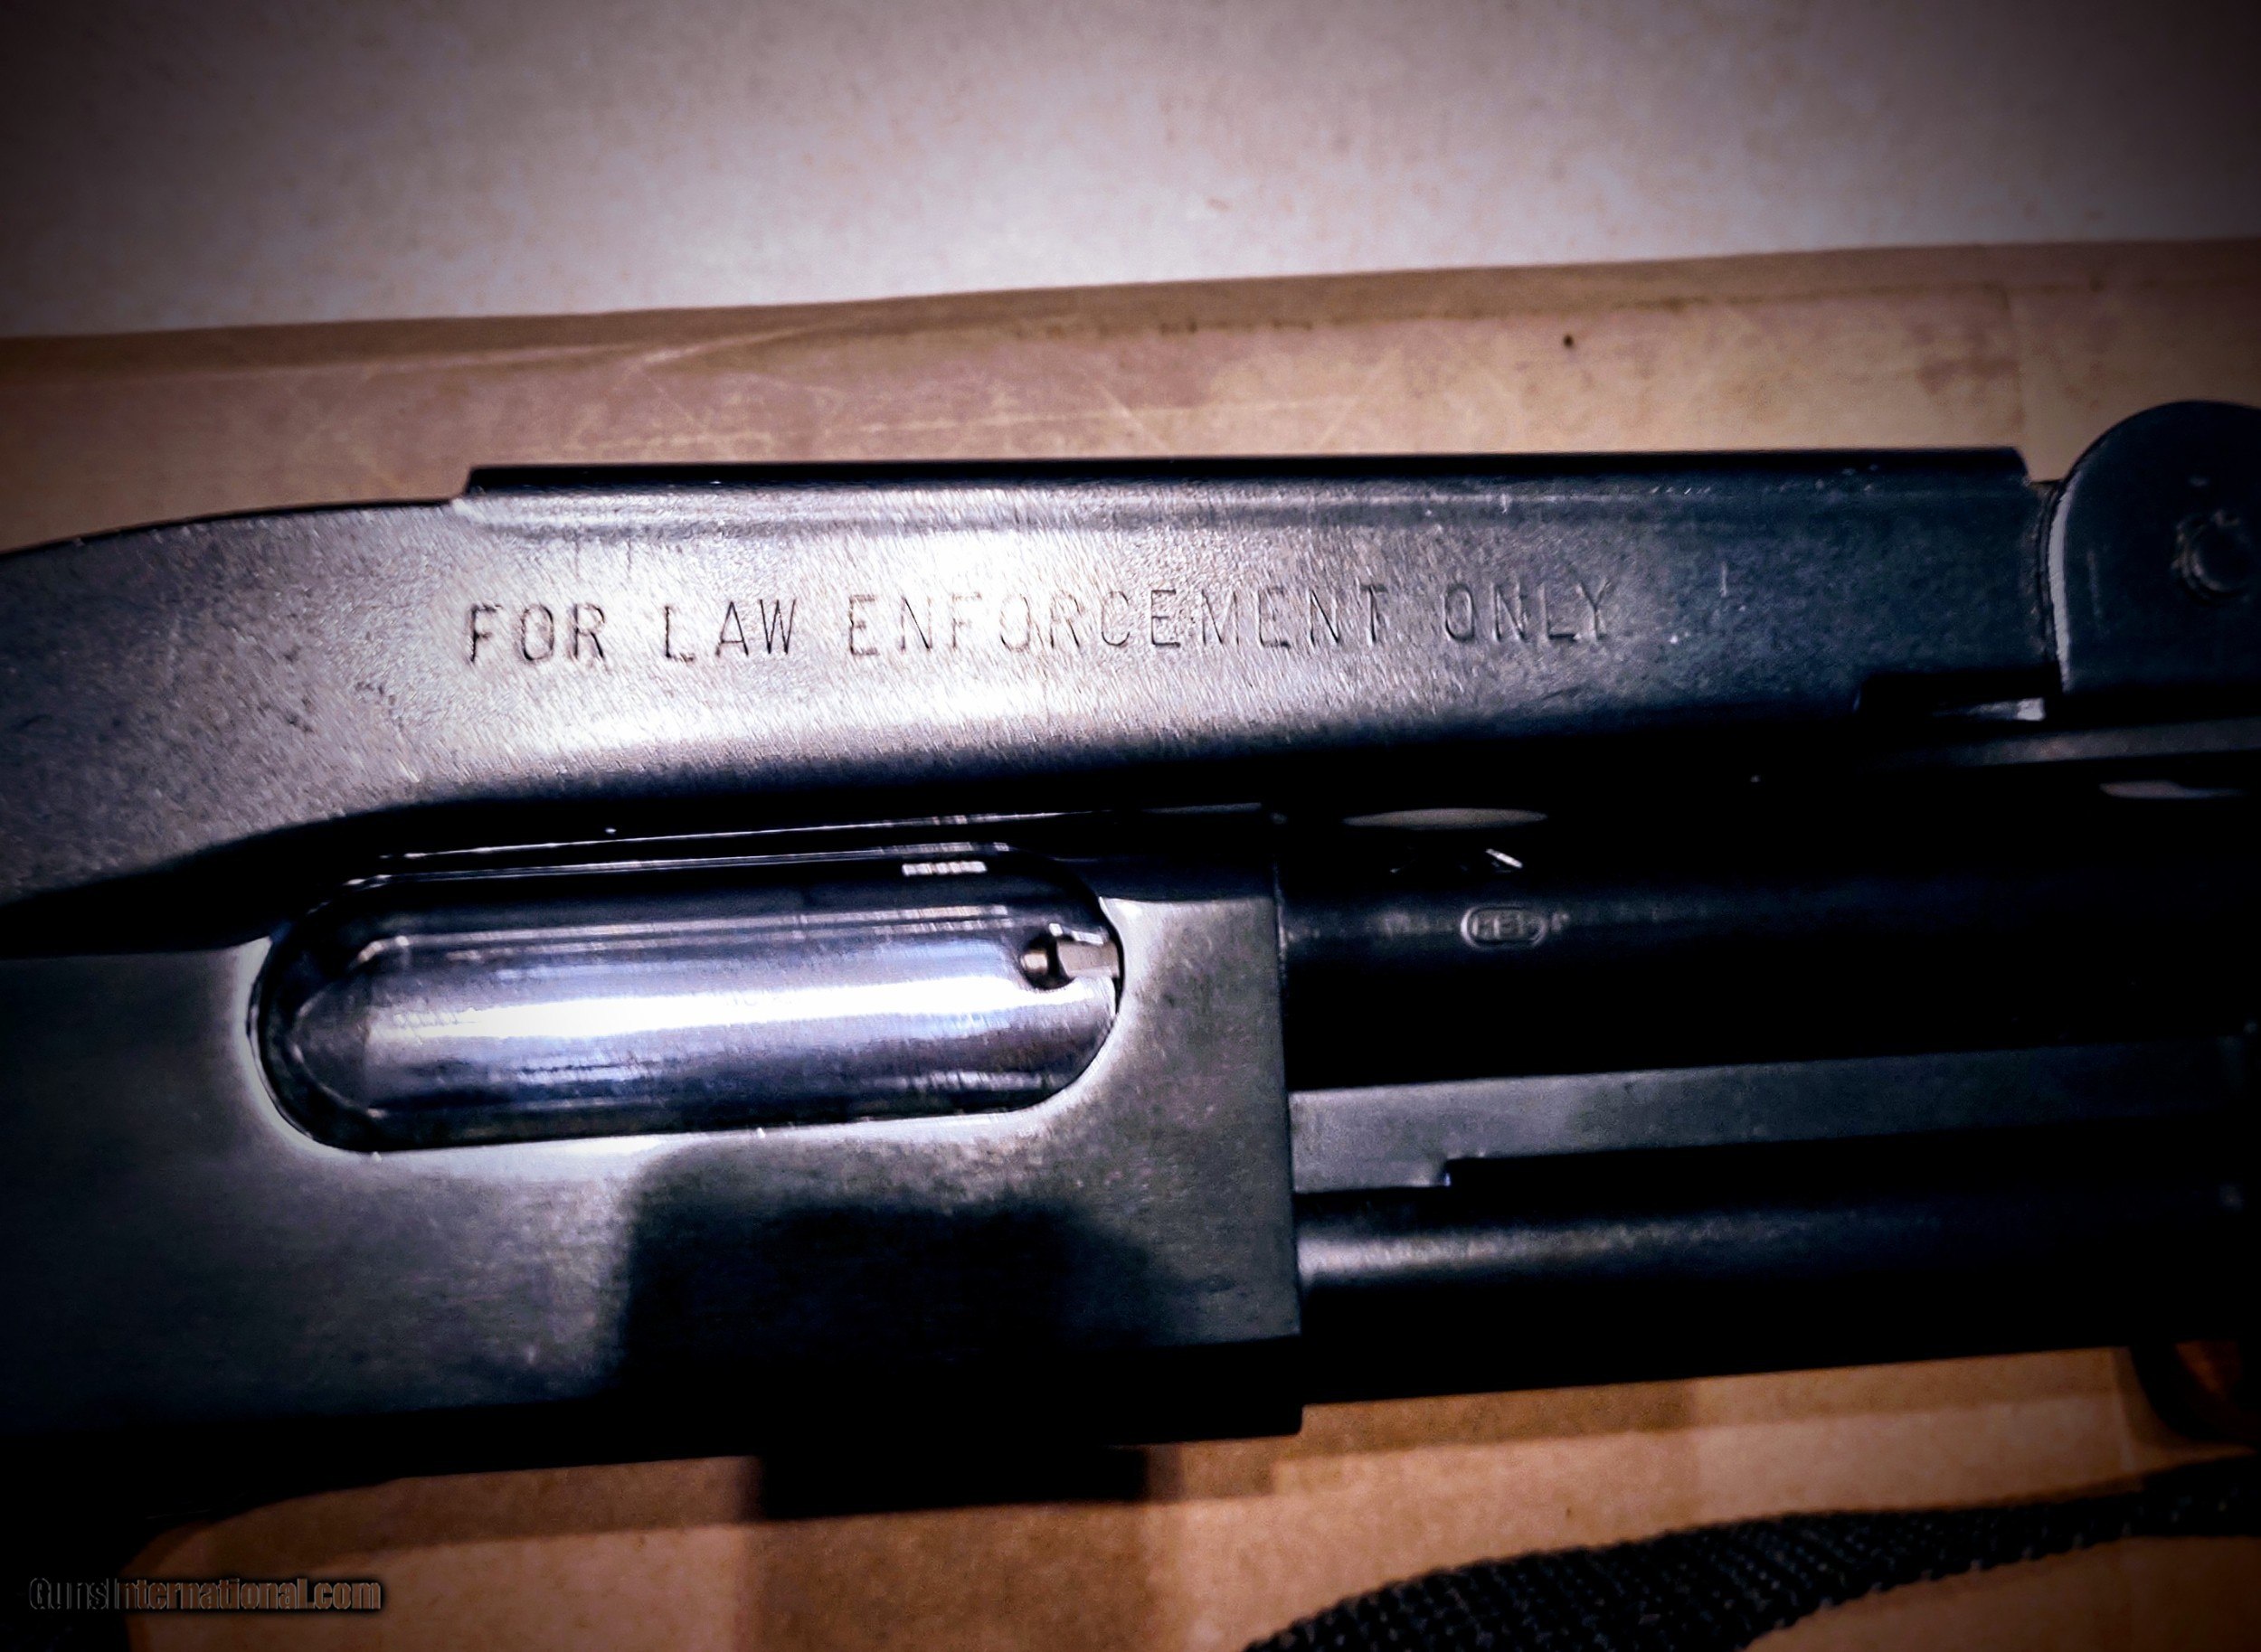 FOR LAW ENFORCEMENT ONLY
GunsInternational.com